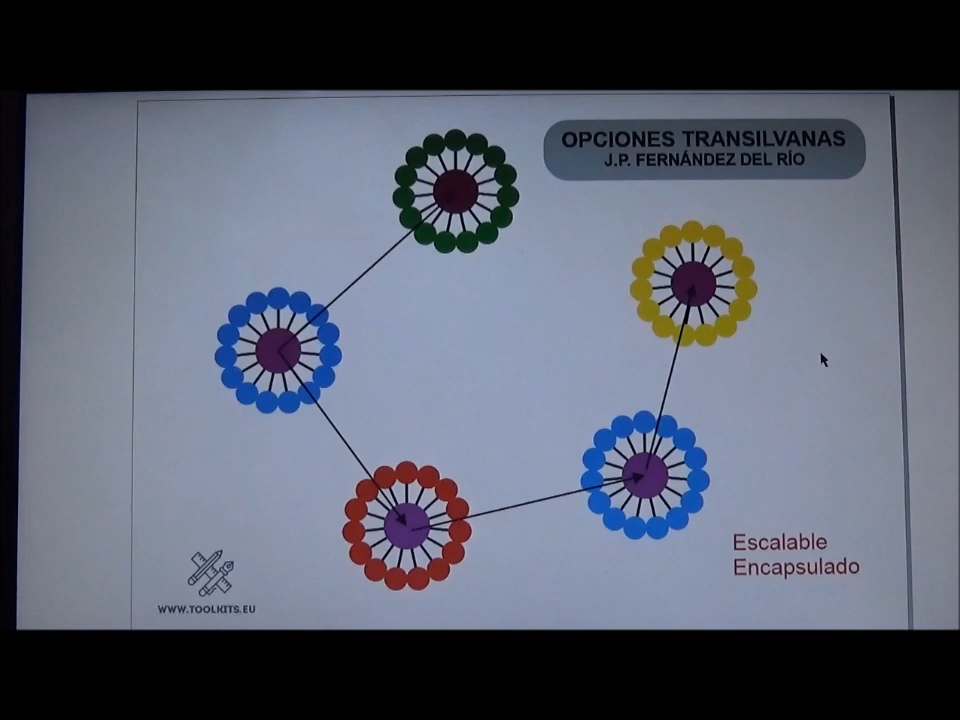 OPCIONES TRANSILVANAS
J.P. FERNÁNDEZ DEL RÍO
Escalable
Encapsulado
WWW.TOOLKITS.EU